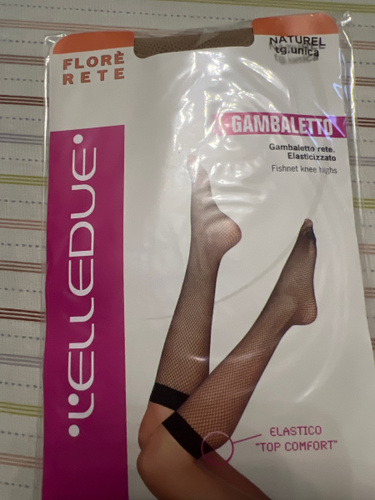 FLORÈ
RETE
NATUREL
tg.unica
GAMBALETTO
Gambaletto rete.
Elasticizzato
Fishnet knee highs
L'ELLEDUE
ELASTICO
"TOP COMFORT"